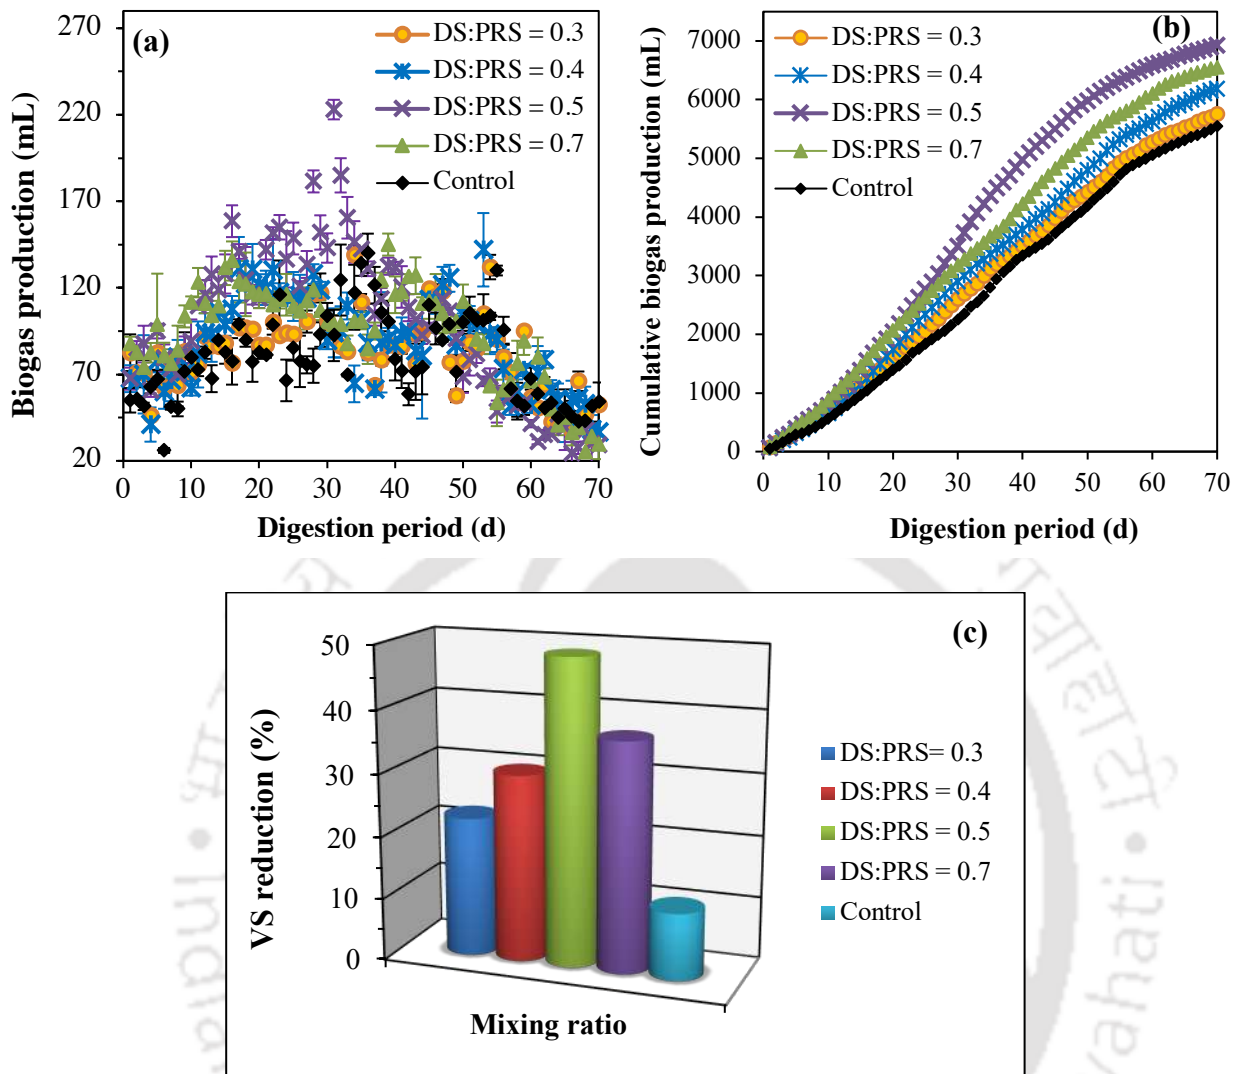 (a)
Biogas production (mL)
270
220
170
120
70
20
0 10 20 30 40 50 60 70
Digestion period (d)
DS:PRS = 0.3
DS:PRS = 0.4
DS:PRS = 0.5
DS:PRS = 0.7
Control
(b)
Cumulative biogas production (mL)
7000
6000
5000
4000
3000
2000
1000
0
0 10 20 30 40 50 60 70
Digestion period (d)
DS:PRS = 0.3
DS:PRS = 0.4
DS:PRS = 0.5
DS:PRS = 0.7
Control
(c)
VS reduction (%)
50
40
30
20
10
0
Mixing ratio
DS:PRS= 0.3
DS:PRS = 0.4
DS:PRS = 0.5
DS:PRS = 0.7
Control